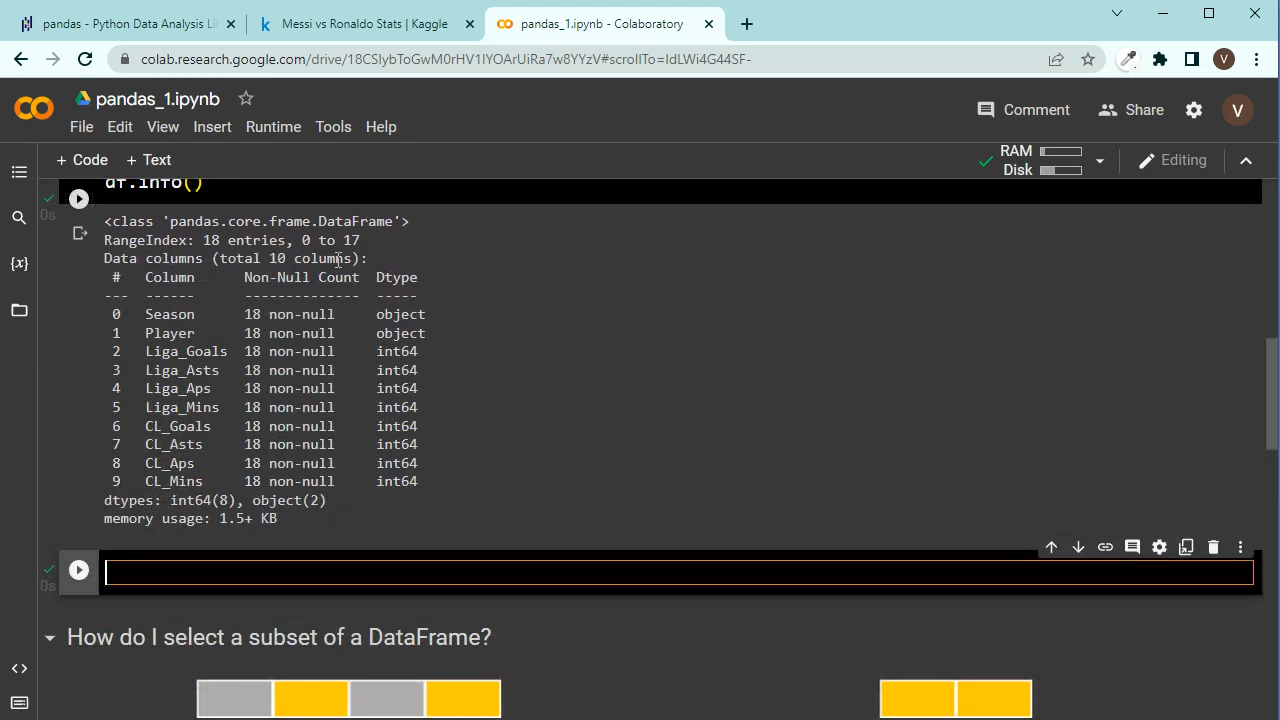 pandas - Python Data Analysis Li
Messi vs Ronaldo Stats | Kaggle
pandas_1.ipynb - Colaboratory
colab.research.google.com/drive/18CSIybToGwM0rHV1IYOArUiRa7w8YYzV#scrollTo=IdLWi4G44SF-
V
pandas_1.ipynb
Comment
Share
V
File Edit View Insert Runtime Tools Help
+ Code + Text
RAM
Disk
Editing
df.info()
0s
<class 'pandas.core.frame.DataFrame'>
RangeIndex: 18 entries, 0 to 17
Data columns (total 10 columns):
# Column Non-Null Count Dtype
--- ------ -------------- -----
0 Season 18 non-null object
1 Player 18 non-null object
2 Liga_Goals 18 non-null int64
3 Liga_Asts 18 non-null int64
4 Liga_Aps 18 non-null int64
5 Liga_Mins 18 non-null int64
6 CL_Goals 18 non-null int64
7 CL_Asts 18 non-null int64
8 CL_Aps 18 non-null int64
9 CL_Mins 18 non-null int64
dtypes: int64(8), object(2)
memory usage: 1.5+ KB
0s
How do I select a subset of a DataFrame?